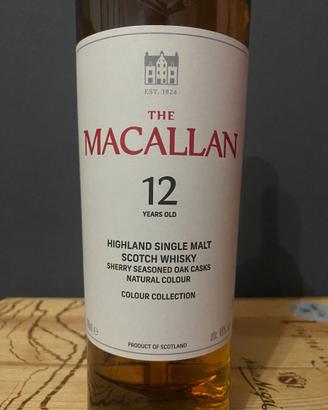 EST. 1824
THE
MACALLAN
12
YEARS OLD
HIGHLAND SINGLE MALT
SCOTCH WHISKY
SHERRY SEASONED OAK CASKS
NATURAL COLOUR
COLOUR COLLECTION
PRODUCT OF SCOTLAND